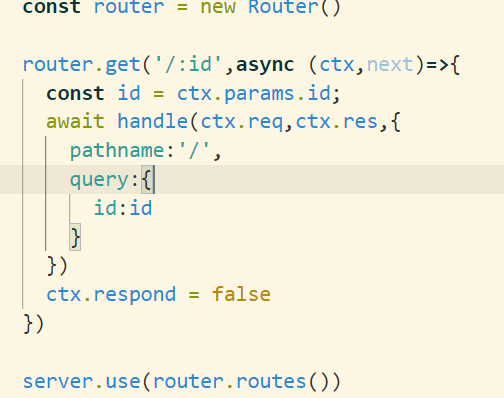 const router = new Router()
router.get('/:id',async (ctx,next)=>{
const id = ctx.params.id;
await handle(ctx.req,ctx.res,{
pathname:'/',
query:{
id:id
}
})
ctx.respond = false
})
server.use(router.routes())